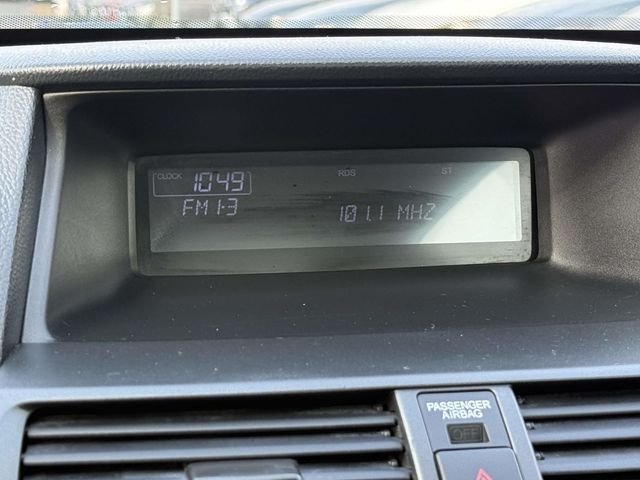 CLOCK 1049 RDS ST
FM1-3 101.1 MHZ
PASSENGER
AIRBAG
OFF